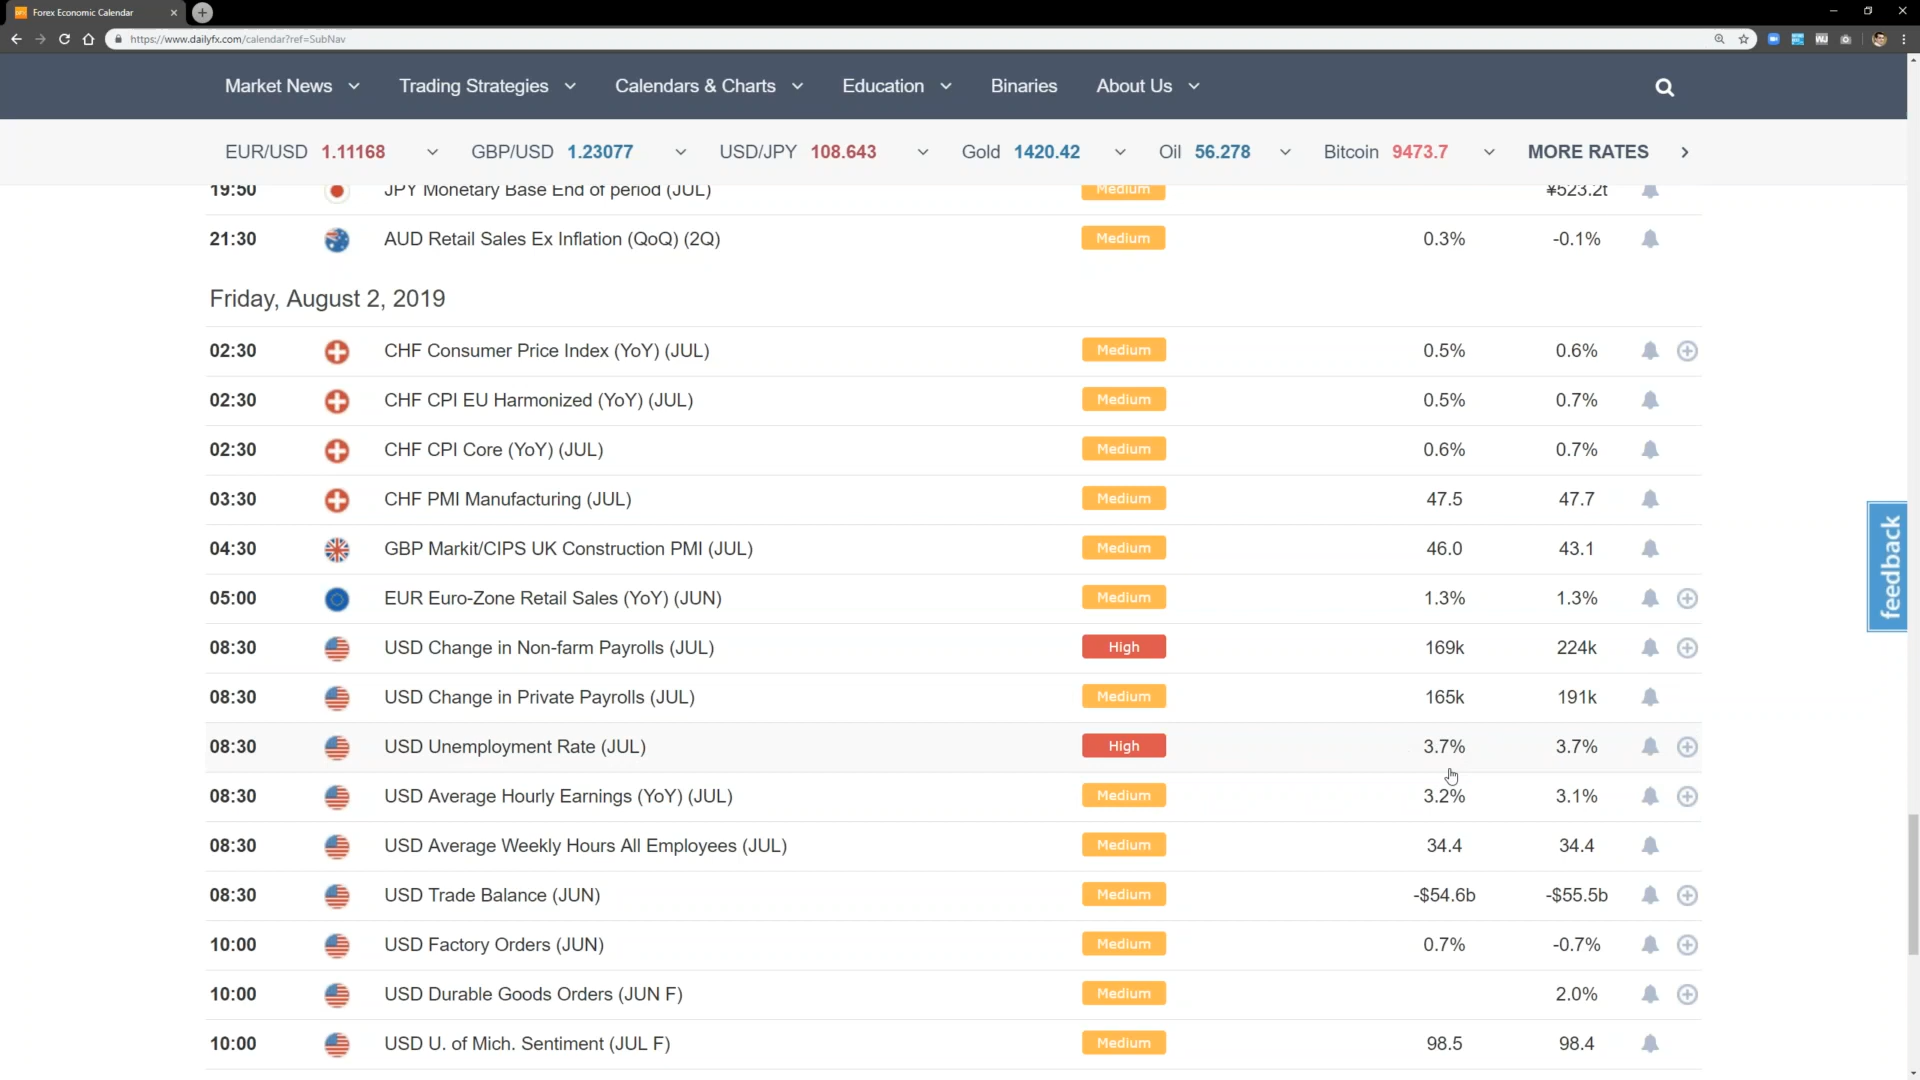 Forex Economic Calendar
https://www.dailyfx.com/calendar?ref=SubNav
Market News Trading Strategies Calendars & Charts Education Binaries About Us
EUR/USD 1.11168 GBP/USD 1.23077 USD/JPY 108.643 Gold 1420.42 Oil 56.278 Bitcoin 9473.7 MORE RATES
19:50 JPY Monetary Base End of period (JUL) Medium ¥523.2t
21:30 AUD Retail Sales Ex Inflation (QoQ) (2Q) Medium 0.3% -0.1%
Friday, August 2, 2019
02:30 CHF Consumer Price Index (YoY) (JUL) Medium 0.5% 0.6%
02:30 CHF CPI EU Harmonized (YoY) (JUL) Medium 0.5% 0.7%
02:30 CHF CPI Core (YoY) (JUL) Medium 0.6% 0.7%
03:30 CHF PMI Manufacturing (JUL) Medium 47.5 47.7
04:30 GBP Markit/CIPS UK Construction PMI (JUL) Medium 46.0 43.1
05:00 EUR Euro-Zone Retail Sales (YoY) (JUN) Medium 1.3% 1.3%
08:30 USD Change in Non-farm Payrolls (JUL) High 169k 224k
08:30 USD Change in Private Payrolls (JUL) Medium 165k 191k
08:30 USD Unemployment Rate (JUL) High 3.7% 3.7%
08:30 USD Average Hourly Earnings (YoY) (JUL) Medium 3.2% 3.1%
08:30 USD Average Weekly Hours All Employees (JUL) Medium 34.4 34.4
08:30 USD Trade Balance (JUN) Medium -$54.6b -$55.5b
10:00 USD Factory Orders (JUN) Medium 0.7% -0.7%
10:00 USD Durable Goods Orders (JUN F) Medium 2.0%
10:00 USD U. of Mich. Sentiment (JUL F) Medium 98.5 98.4
feedback